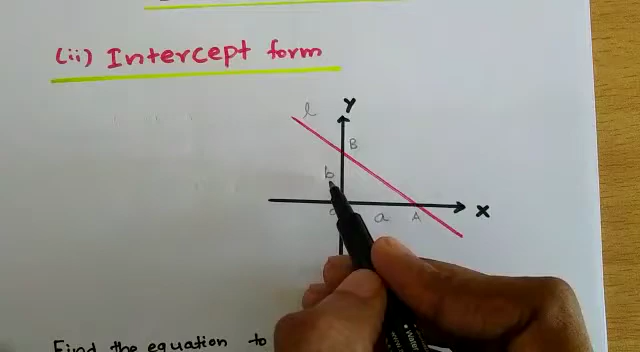 (ii) Intercept form
l
Y
B
b
X
a
A
Find the equation to